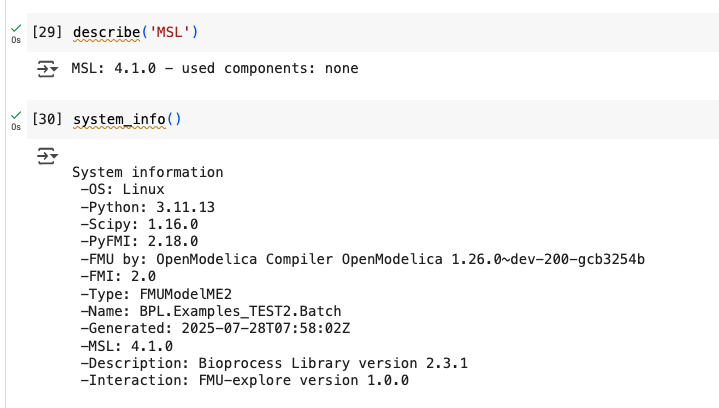 [29] describe('MSL')
0s
MSL: 4.1.0 – used components: none
[30] system_info()
0s
System information
–OS: Linux
–Python: 3.11.13
–Scipy: 1.16.0
–PyFMI: 2.18.0
–FMU by: OpenModelica Compiler OpenModelica 1.26.0~dev-200-gcb3254b
–FMI: 2.0
–Type: FMUModelME2
–Name: BPL.Examples_TEST2.Batch
–Generated: 2025-07-28T07:58:02Z
–MSL: 4.1.0
–Description: Bioprocess Library version 2.3.1
–Interaction: FMU-explore version 1.0.0